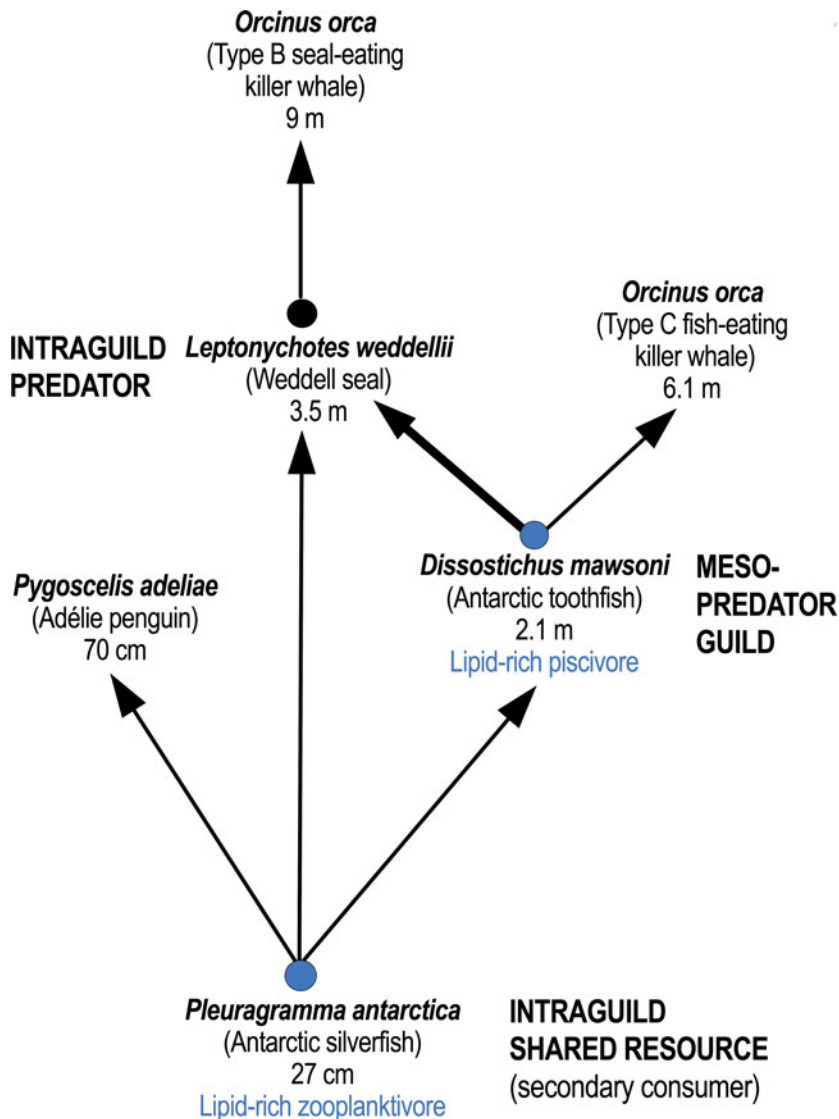 Orcinus orca
(Type B seal-eating
killer whale)
9 m
Orcinus orca
(Type C fish-eating
killer whale)
6.1 m
INTRAGUILD
PREDATOR
Leptonychotes weddellii
(Weddell seal)
3.5 m
Pygoscelis adeliae
(Adélie penguin)
70 cm
Dissostichus mawsoni
(Antarctic toothfish)
2.1 m
Lipid-rich piscivore
MESO-
PREDATOR
GUILD
Pleuragramma antarctica
(Antarctic silverfish)
27 cm
Lipid-rich zooplanktivore
INTRAGUILD
SHARED RESOURCE
(secondary consumer)